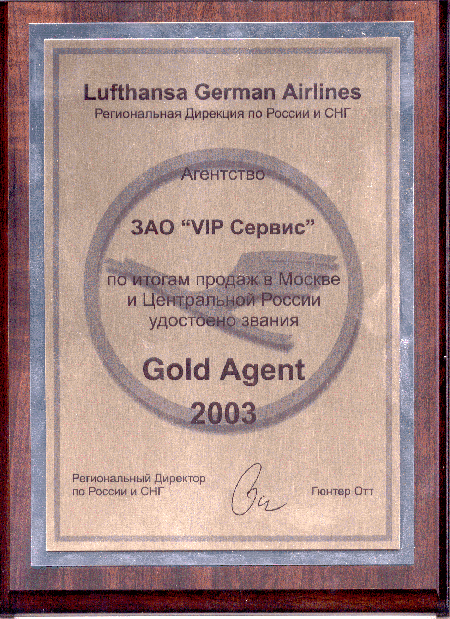 Lufthansa German Airlines
Региональная Дирекция по России и СНГ
Агентство
ЗАО "VIP Сервис"
по итогам продаж в Москве
и Центральной России
удостоено звания
Gold Agent
2003
Региональный Директор
по России и СНГ
Гюнтер Отт